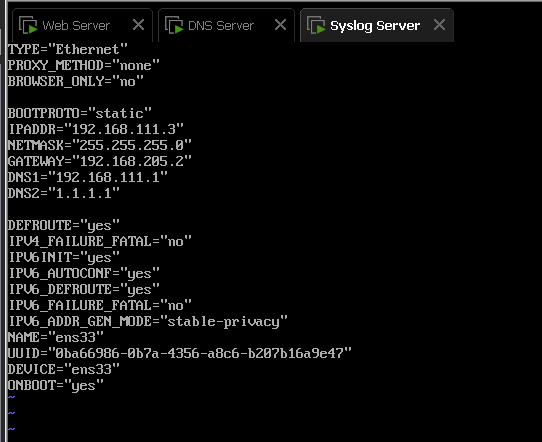 Web Server
DNS Server
Syslog Server
TYPE="Ethernet"
PROXY_METHOD="none"
BROWSER_ONLY="no"
BOOTPROTO="static"
IPADDR="192.168.111.3"
NETMASK="255.255.255.0"
GATEWAY="192.168.205.2"
DNS1="192.168.111.1"
DNS2="1.1.1.1"
DEFROUTE="yes"
IPV4_FAILURE_FATAL="no"
IPV6INIT="yes"
IPV6_AUTOCONF="yes"
IPV6_DEFROUTE="yes"
IPV6_FAILURE_FATAL="no"
IPV6_ADDR_GEN_MODE="stable-privacy"
NAME="ens33"
UUID="0ba66986-0b7a-4356-a8c6-b207b16a9e47"
DEVICE="ens33"
ONBOOT="yes"
~
~
~